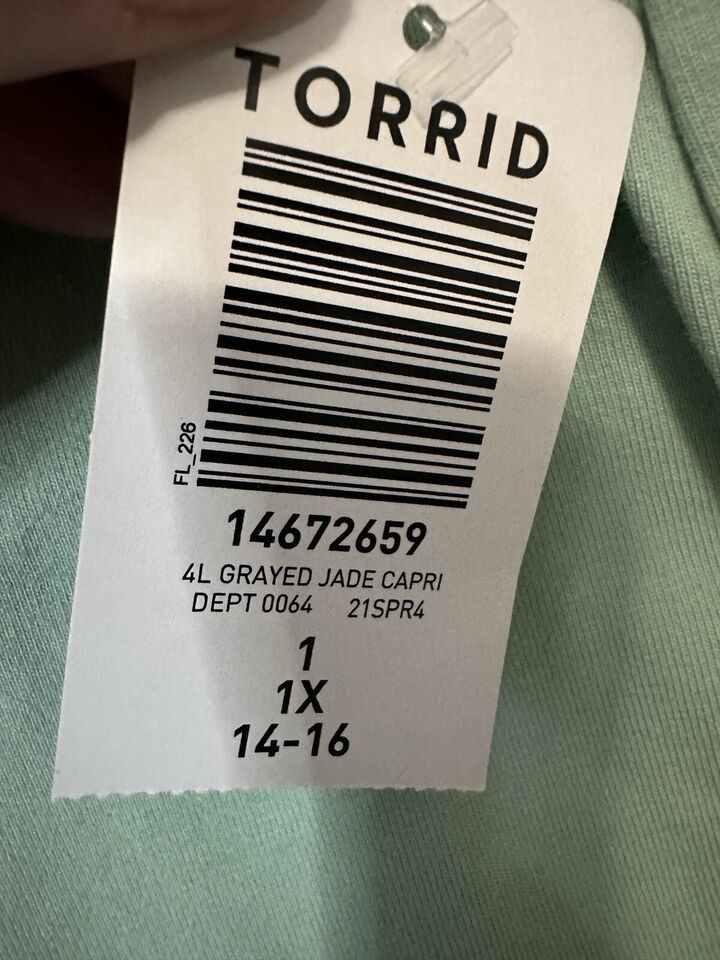 TORRID
FL_226
14672659
4L GRAYED JADE CAPRI
DEPT 0064 21SPR4
1
1X
14-16